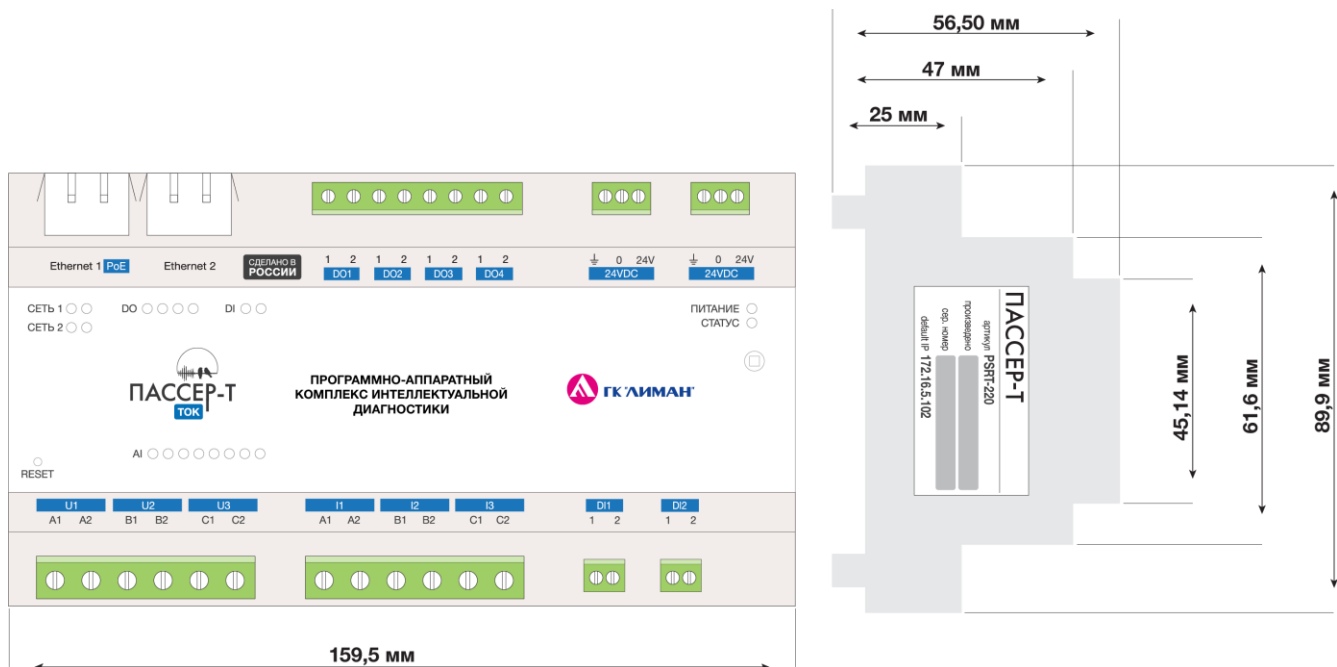 56,50 мм
47 мм
25 мм
Ethernet 1 PoE
Ethernet 2
СДЕЛАНО В
РОССИИ
1 2 1 2 1 2 1 2
DO1 DO2 DO3 DO4
0 24V
24VDC
0 24V
24VDC
СЕТЬ 1
СЕТЬ 2
DO
DI
ПИТАНИЕ
СТАТУС
ПАССЕР-Т
ТОК
ПРОГРАММНО-АППАРАТНЫЙ
КОМПЛЕКС ИНТЕЛЛЕКТУАЛЬНОЙ
ДИАГНОСТИКИ
ГК "ЛИМАН"
AI
RESET
U1 U2 U3
A1 A2 B1 B2 C1 C2
I1 I2 I3
A1 A2 B1 B2 C1 C2
DI1 DI2
1 2 1 2
159,5 мм
ПАССЕР-Т
артикул PSRT-220
произведено
сер. номер
default IP 172.16.5.102
45,14 мм
61,6 мм
89,9 мм